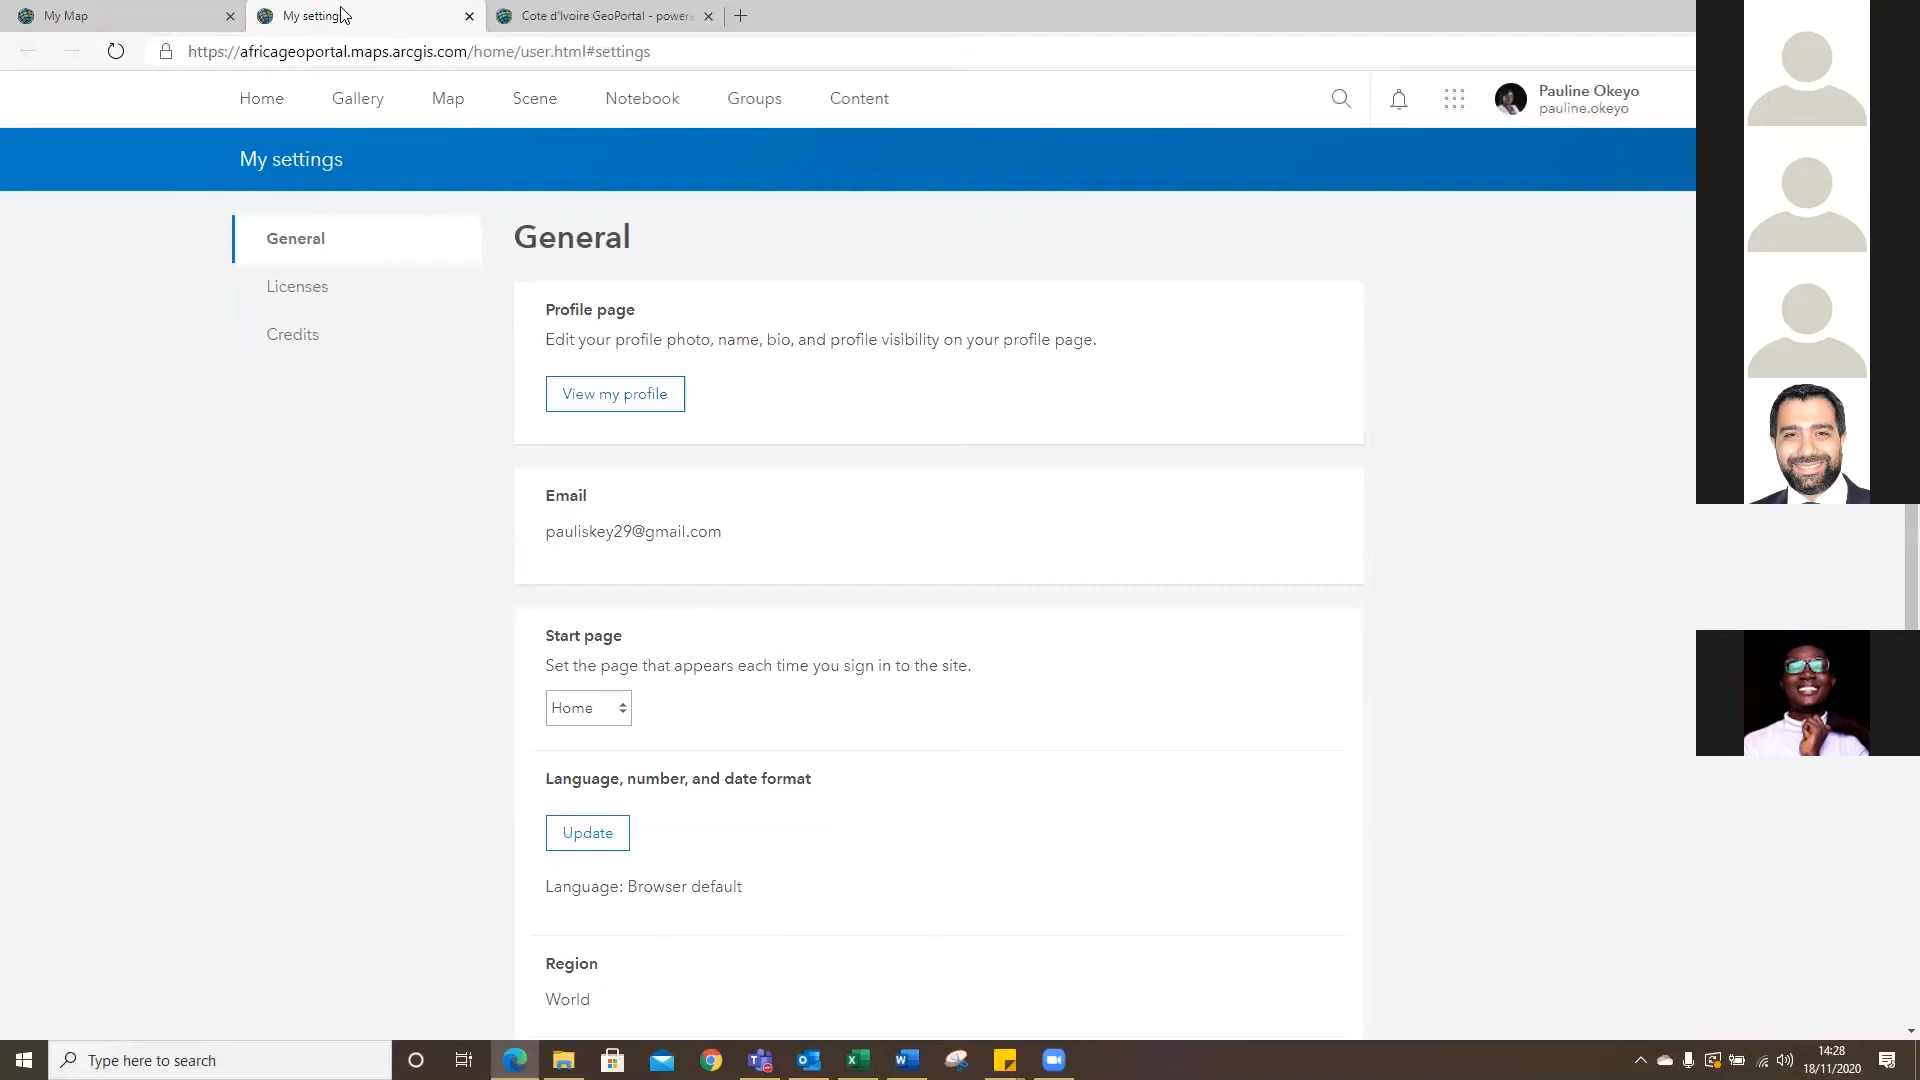 My Map
My settings
Cote d'Ivoire GeoPortal - power
https://africageoportal.maps.arcgis.com/home/user.html#settings
Home
Gallery
Map
Scene
Notebook
Groups
Content
Pauline Okeyo
pauline.okeyo
My settings
General
Licenses
Credits
General
Profile page
Edit your profile photo, name, bio, and profile visibility on your profile page.
View my profile
Email
pauliskey29@gmail.com
Start page
Set the page that appears each time you sign in to the site.
Home
Language, number, and date format
Update
Language: Browser default
Region
World
Type here to search
14:28
18/11/2020